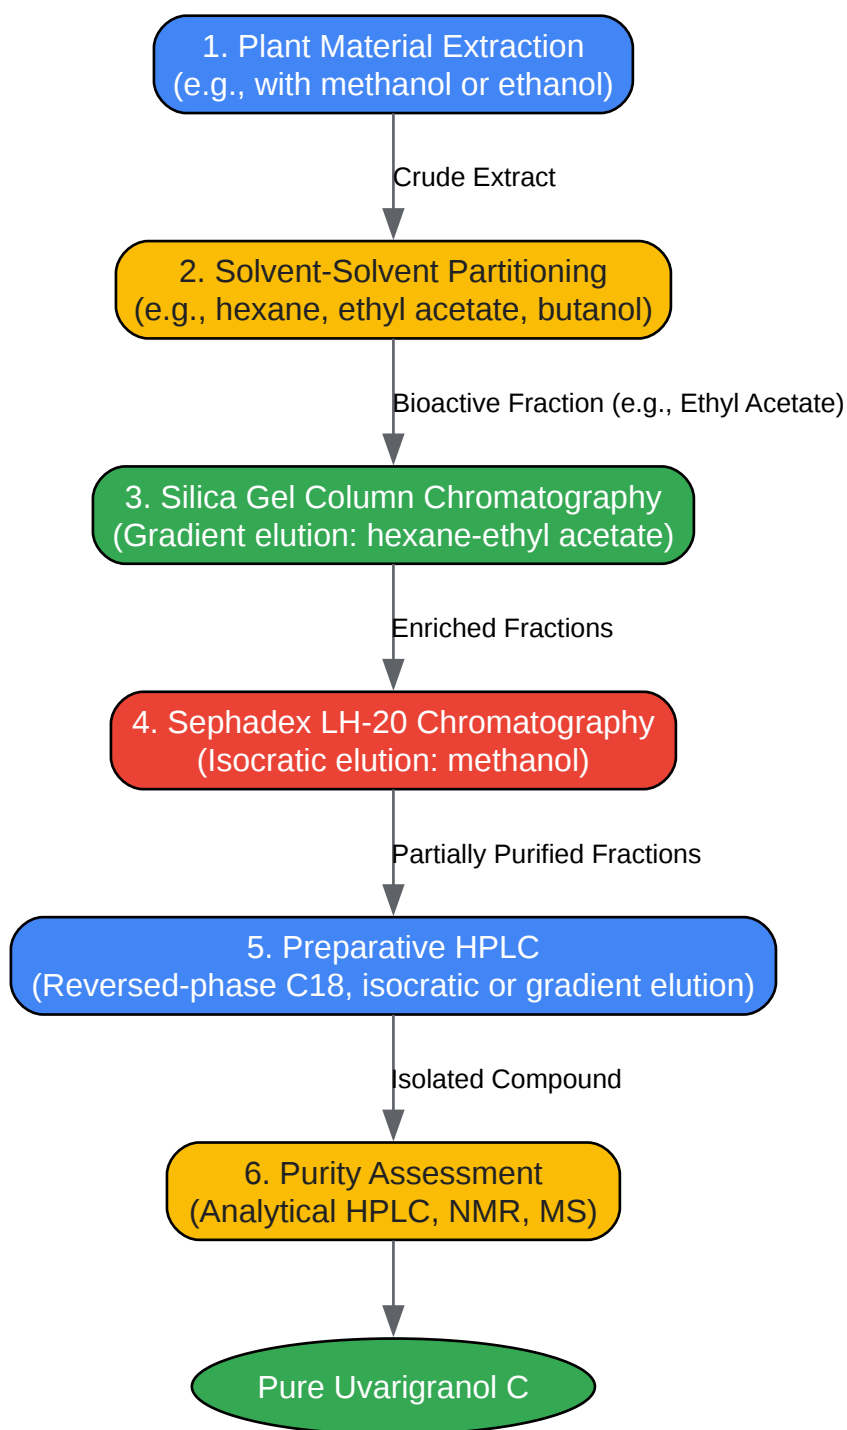 1. Plant Material Extraction
(e.g., with methanol or ethanol)
Crude Extract
2. Solvent-Solvent Partitioning
(e.g., hexane, ethyl acetate, butanol)
Bioactive Fraction (e.g., Ethyl Acetate)
3. Silica Gel Column Chromatography
(Gradient elution: hexane-ethyl acetate)
Enriched Fractions
4. Sephadex LH-20 Chromatography
(Isocratic elution: methanol)
Partially Purified Fractions
5. Preparative HPLC
(Reversed-phase C18, isocratic or gradient elution)
Isolated Compound
6. Purity Assessment
(Analytical HPLC, NMR, MS)
Pure Uvarigranol C